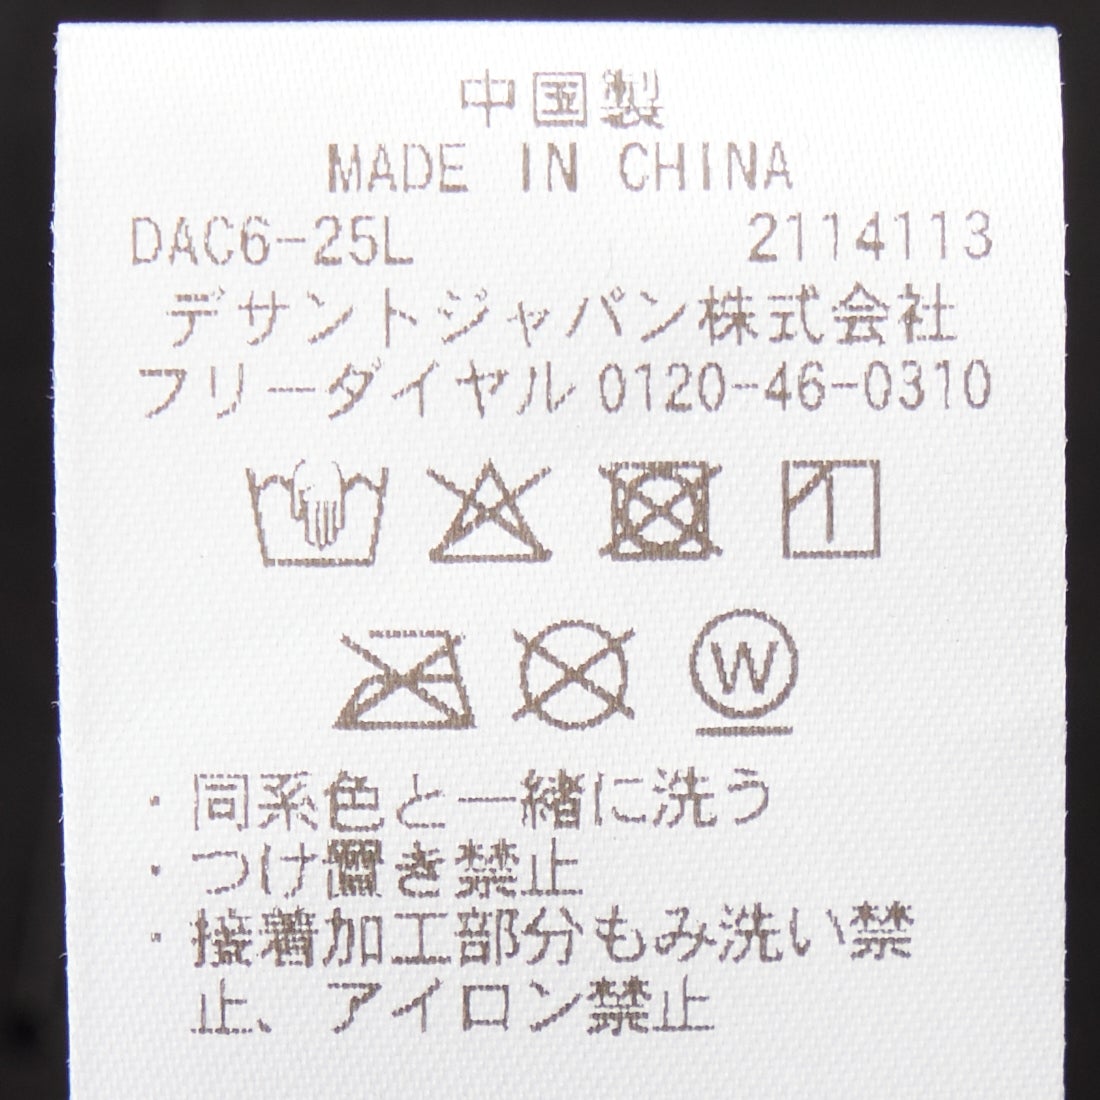 中国製
MADE IN CHINA
DAC6-25L 2114113
デサントジャパン株式会社
フリーダイヤル 0120-46-0310
W
・同系色と一緒に洗う
・つけ置き禁止
・接着加工部分もみ洗い禁
止、アイロン禁止